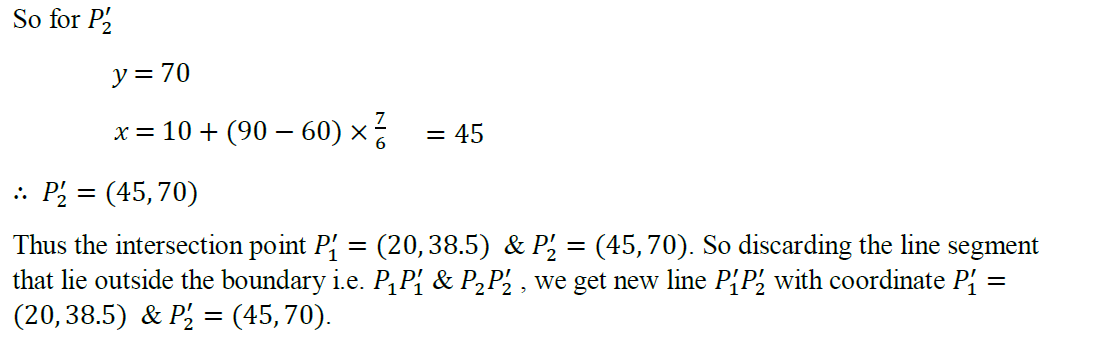 So for P₂′
y = 70
x = 10 + (90 − 60) × 7/6 = 45
∴ P₂′ = (45, 70)
Thus the intersection point P₁′ = (20, 38.5) & P₂′ = (45, 70). So discarding the line segment
that lie outside the boundary i.e. P₁P₁′ & P₂P₂′ , we get new line P₁′P₂′ with coordinate P₁′ =
(20, 38.5) & P₂′ = (45, 70).